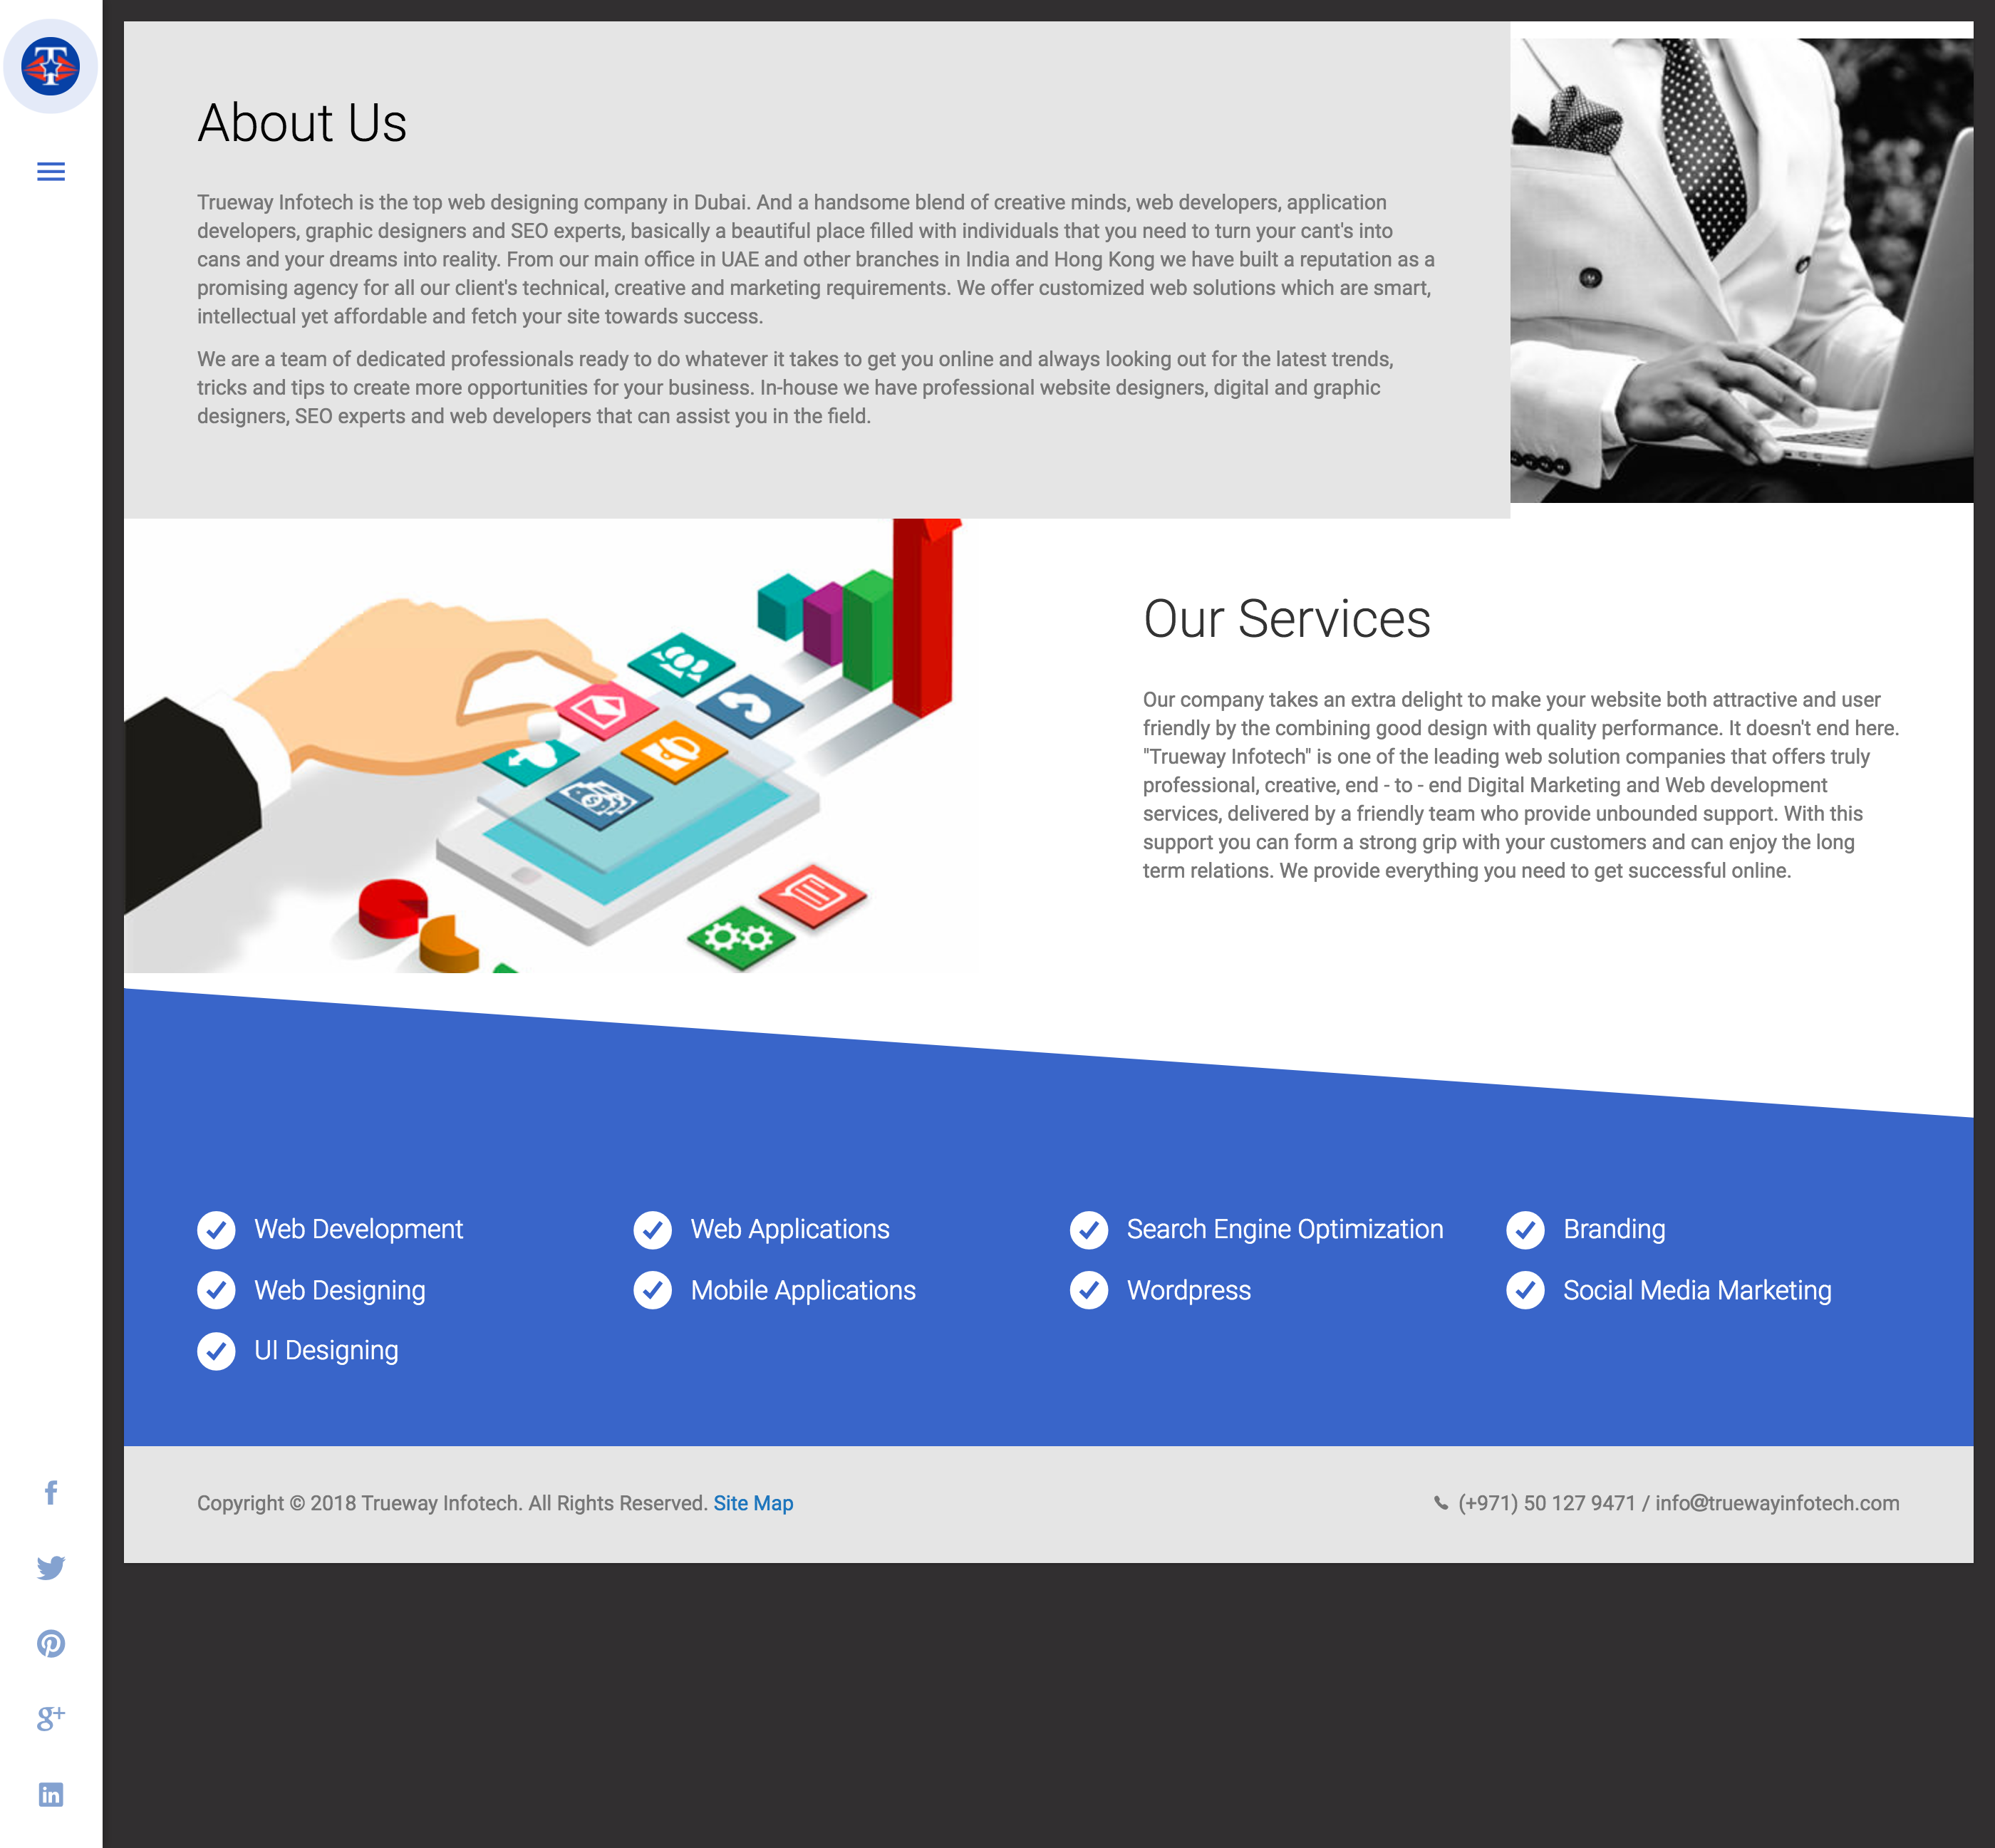 About Us
Trueway Infotech is the top web designing company in Dubai. And a handsome blend of creative minds, web developers, application
developers, graphic designers and SEO experts, basically a beautiful place filled with individuals that you need to turn your cant's into
cans and your dreams into reality. From our main office in UAE and other branches in India and Hong Kong we have built a reputation as a
promising agency for all our client's technical, creative and marketing requirements. We offer customized web solutions which are smart,
intellectual yet affordable and fetch your site towards success.
We are a team of dedicated professionals ready to do whatever it takes to get you online and always looking out for the latest trends,
tricks and tips to create more opportunities for your business. In-house we have professional website designers, digital and graphic
designers, SEO experts and web developers that can assist you in the field.
Our Services
Our company takes an extra delight to make your website both attractive and user
friendly by the combining good design with quality performance. It doesn't end here.
"Trueway Infotech" is one of the leading web solution companies that offers truly
professional, creative, end - to - end Digital Marketing and Web development
services, delivered by a friendly team who provide unbounded support. With this
support you can form a strong grip with your customers and can enjoy the long
term relations. We provide everything you need to get successful online.
Web Development
Web Applications
Search Engine Optimization
Branding
Web Designing
Mobile Applications
Wordpress
Social Media Marketing
UI Designing
Copyright © 2018 Trueway Infotech. All Rights Reserved. Site Map
(+971) 50 127 9471 / info@truewayinfotech.com